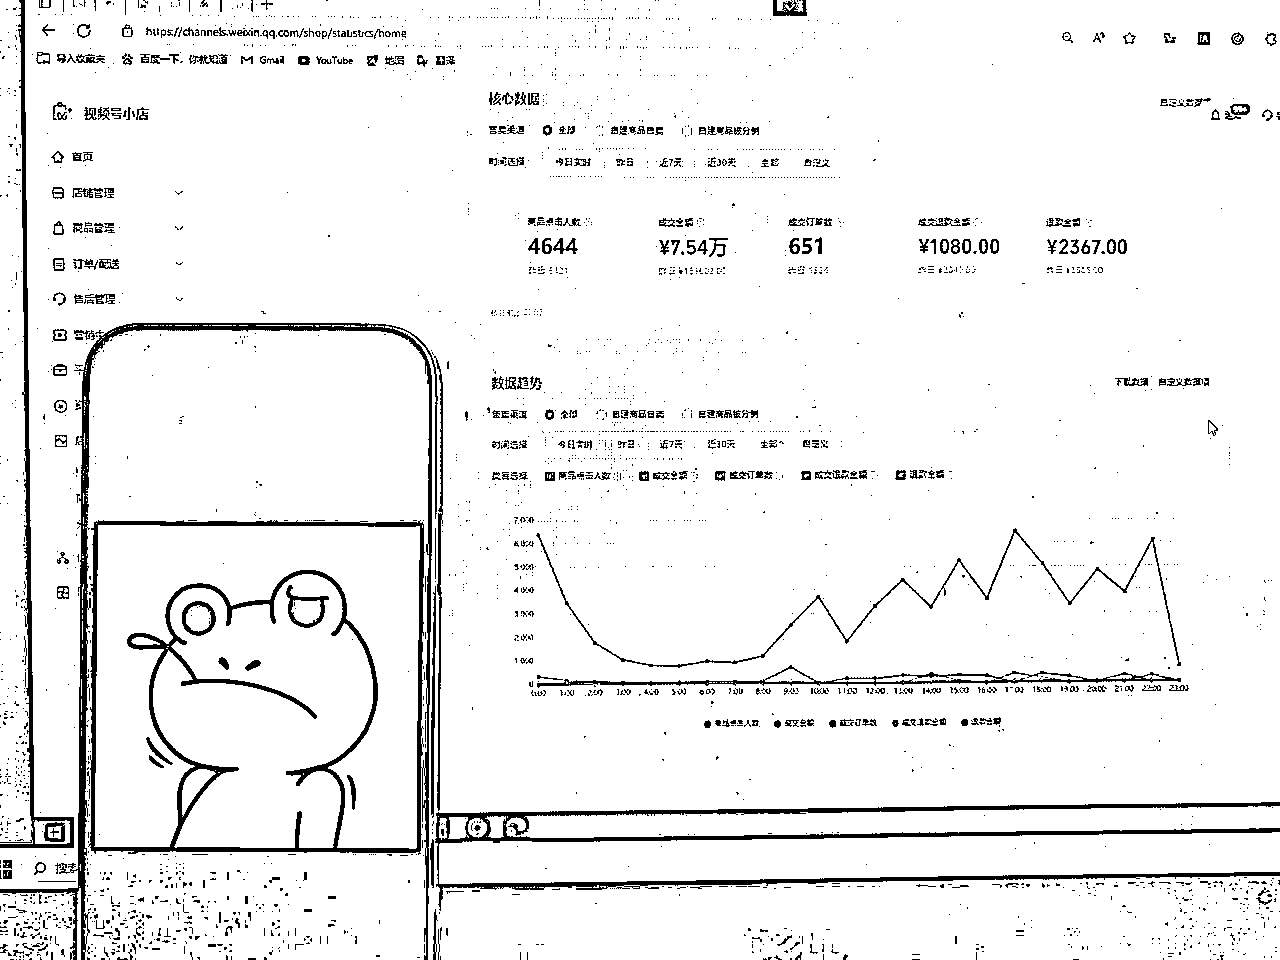 https://channels.weixin.qq.com/shop/statistics/home
导入收藏夹 百度一下，你就知道 Gmail YouTube 地图 翻译
视频号小店
首页
店铺管理
商品管理
订单/配送
售后管理
营销中
搜索
核心数据
自定义数据
全部 自建商品自卖 自建商品被分销
时间选择 今日实时 昨日 近7天 近30天 全部 自定义
商品点击人数 成交金额 成交订单数 成交退款金额 退款金额
4644 ¥7.54万 651 ¥1080.00 ¥2367.00
数据趋势
下载数据 自定义数据项
全部 自建商品自卖 自建商品被分销
时间选择 今日实时 昨日 近7天 近30天 全部 自定义
商品点击人数 成交金额 成交订单数 成交退款金额 退款金额
7,000
6,000
5,000
4,000
3,000
2,000
1,000
0
0:00 1:00 2:00 3:00 4:00 5:00 6:00 7:00 8:00 9:00 10:00 11:00 12:00 13:00 14:00 15:00 16:00 17:00 18:00 19:00 20:00 21:00 22:00 23:00
商品点击人数 成交金额 成交订单数 成交退款金额 退款金额